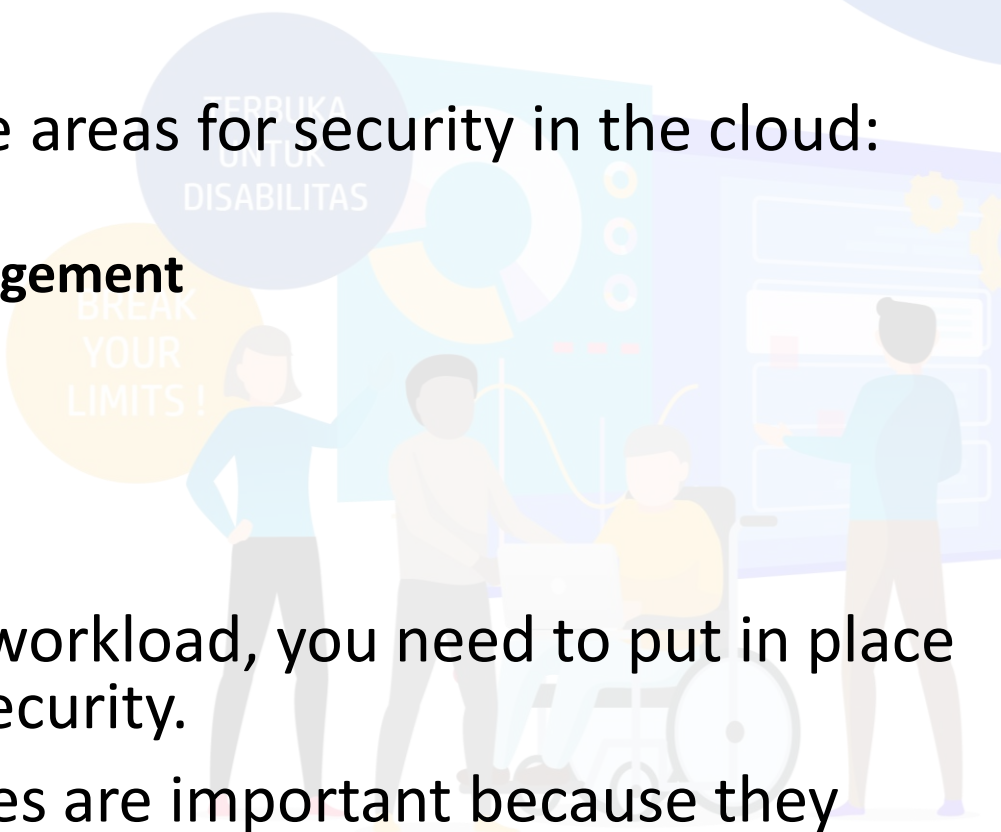 e areas for security in the cloud:
TERBUKA
UNTUK
DISABILITAS
gement
BREAK
YOUR
LIMITS !
workload, you need to put in place
ecurity.
es are important because they